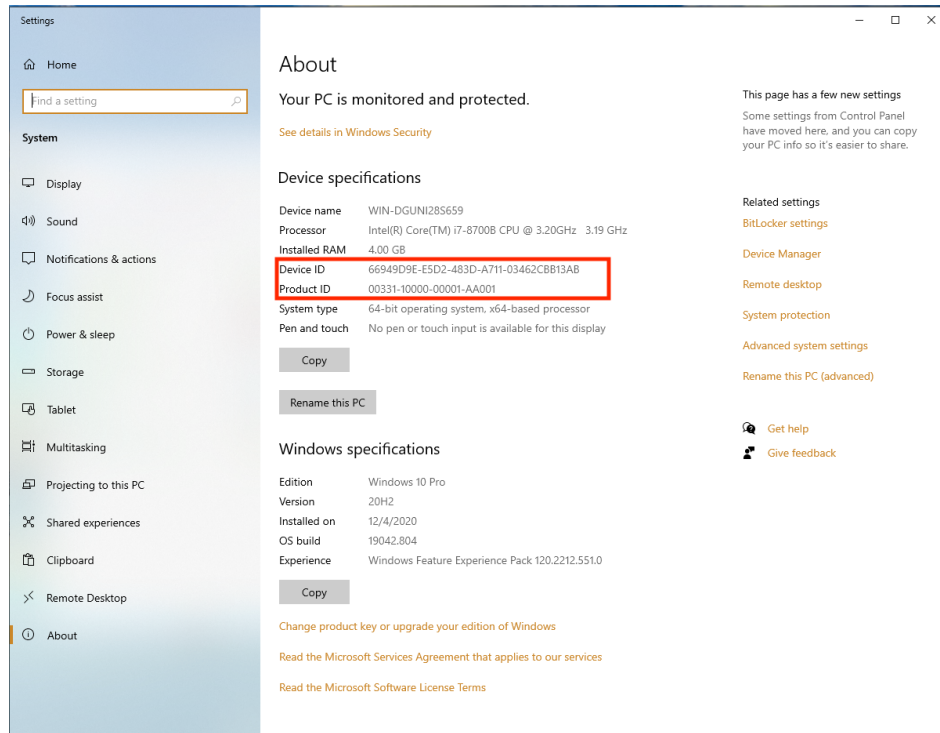 Settings
Home
Find a setting
System
Display
Sound
Notifications & actions
Focus assist
Power & sleep
Storage
Tablet
Multitasking
Projecting to this PC
Shared experiences
Clipboard
Remote Desktop
About
About
Your PC is monitored and protected.
See details in Windows Security
Device specifications
Device name WIN-DGUNI28S659
Processor Intel(R) Core(TM) i7-8700B CPU @ 3.20GHz 3.19 GHz
Installed RAM 4.00 GB
Device ID 66949D9E-E5D2-483D-A711-03462CBB13AB
Product ID 00331-10000-00001-AA001
System type 64-bit operating system, x64-based processor
Pen and touch No pen or touch input is available for this display
Copy
Rename this PC
Windows specifications
Edition Windows 10 Pro
Version 20H2
Installed on 12/4/2020
OS build 19042.804
Experience Windows Feature Experience Pack 120.2212.551.0
Copy
Change product key or upgrade your edition of Windows
Read the Microsoft Services Agreement that applies to our services
Read the Microsoft Software License Terms
This page has a few new settings
Some settings from Control Panel
have moved here, and you can copy
your PC info so it's easier to share.
Related settings
BitLocker settings
Device Manager
Remote desktop
System protection
Advanced system settings
Rename this PC (advanced)
Get help
Give feedback